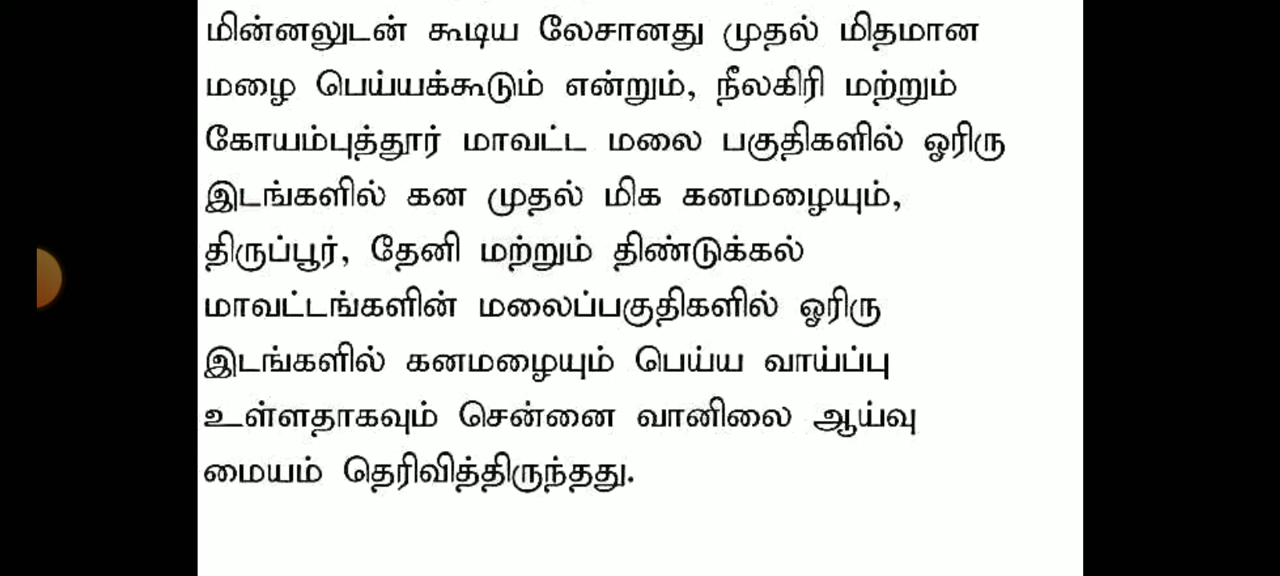 மின்னலுடன் கூடிய லேசானது முதல் மிதமான
மழை பெய்யக்கூடும் என்றும், நீலகிரி மற்றும்
கோயம்புத்தூர் மாவட்ட மலை பகுதிகளில் ஓரிரு
இடங்களில் கன முதல் மிக கனமழையும்,
திருப்பூர், தேனி மற்றும் திண்டுக்கல்
மாவட்டங்களின் மலைப்பகுதிகளில் ஓரிரு
இடங்களில் கனமழையும் பெய்ய வாய்ப்பு
உள்ளதாகவும் சென்னை வானிலை ஆய்வு
மையம் தெரிவித்திருந்தது.